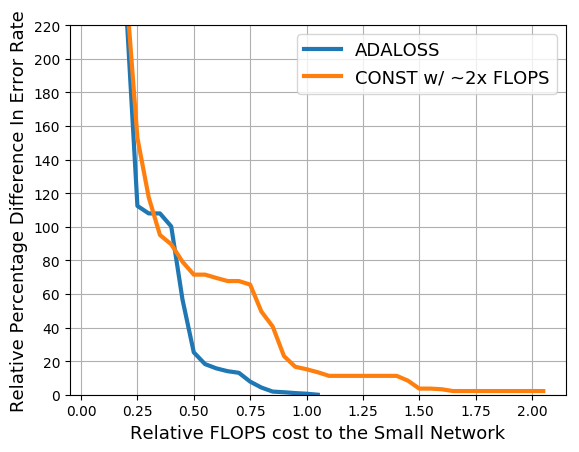 Relative Percentage Difference In Error Rate
220
200
180
160
140
120
100
80
60
40
20
0
ADALOSS
CONST w/ ~2x FLOPS
0.00 0.25 0.50 0.75 1.00 1.25 1.50 1.75 2.00
Relative FLOPS cost to the Small Network